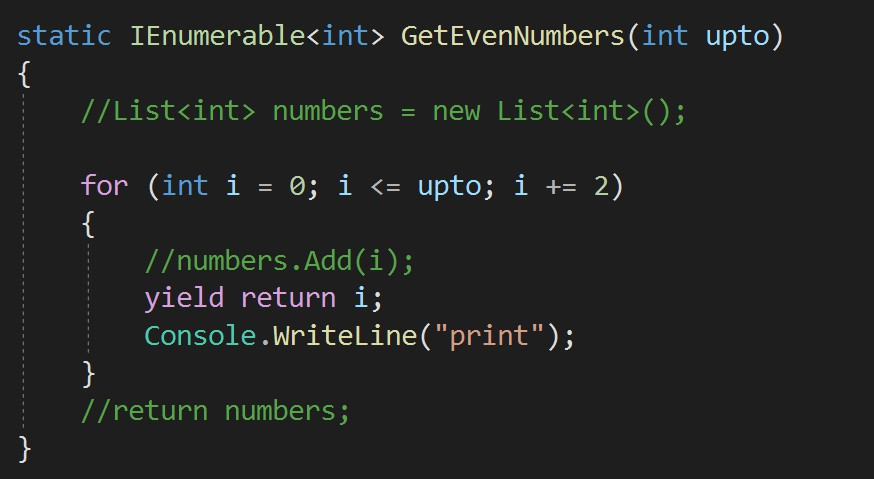 static IEnumerable<int> GetEvenNumbers(int upto)
{
//List<int> numbers = new List<int>();
for (int i = 0; i <= upto; i += 2)
{
//numbers.Add(i);
yield return i;
Console.WriteLine("print");
}
//return numbers;
}